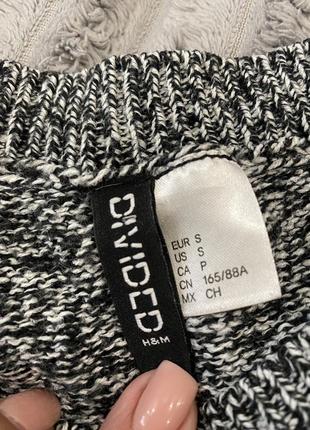 DIVIDED
H&M
EUR S
US S
CA P
CN 165/88A
MX CH